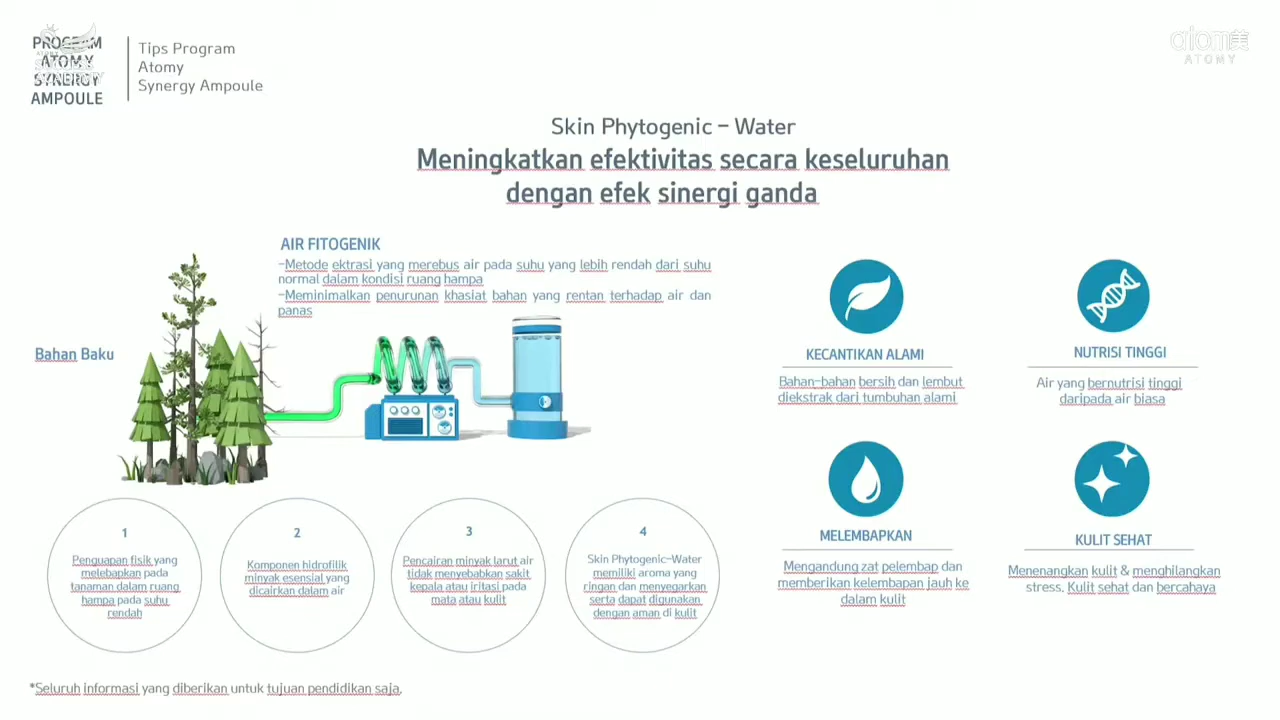 PROGRAM
ATOMY
SYNERGY
AMPOULE
Tips Program
Atomy
Synergy Ampoule
atom美
ATOMY
Skin Phytogenic - Water
Meningkatkan efektivitas secara keseluruhan
dengan efek sinergi ganda
AIR FITOGENIK
-Metode ektrasi yang merebus air pada suhu yang lebih rendah dari suhu
normal dalam kondisi ruang hampa
-Meminimalkan penurunan khasiat bahan yang rentan terhadap air dan
panas
Bahan Baku
1
Penguapan fisik yang
melebapkan pada
tanaman dalam ruang
hampa pada suhu
rendah
2
Komponen hidrofilik
minyak esensial yang
dicairkan dalam air
3
Pencairan minyak larut air
tidak menyebabkan sakit
kepala atau iritasi pada
mata atau kulit
4
Skin Phytogenic-Water
memiliki aroma yang
ringan dan menyegarkan
serta dapat digunakan
dengan aman di kulit
KECANTIKAN ALAMI
Bahan-bahan bersih dan lembut
diekstrak dari tumbuhan alami
NUTRISI TINGGI
Air yang bernutrisi tinggi
daripada air biasa
MELEMBAPKAN
Mengandung zat pelembap dan
memberikan kelembapan jauh ke
dalam kulit
KULIT SEHAT
Menenangkan kulit & menghilangkan
stress. Kulit sehat dan bercahaya
*Seluruh informasi yang diberikan untuk tujuan pendidikan saja.